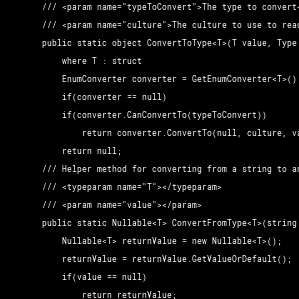 /// <param name="typeToConvert">The type to convert
/// <param name="culture">The culture to use to read
public static object ConvertToType<T>(T value, Type
where T : struct
EnumConverter converter = GetEnumConverter<T>()
if(converter == null)
if(converter.CanConvertTo(typeToConvert))
return converter.ConvertTo(null, culture, va
return null;
/// Helper method for converting from a string to an
/// <typeparam name="T"></typeparam>
/// <param name="value"></param>
public static Nullable<T> ConvertFromType<T>(string
Nullable<T> returnValue = new Nullable<T>();
returnValue = returnValue.GetValueOrDefault();
if(value == null)
return returnValue;